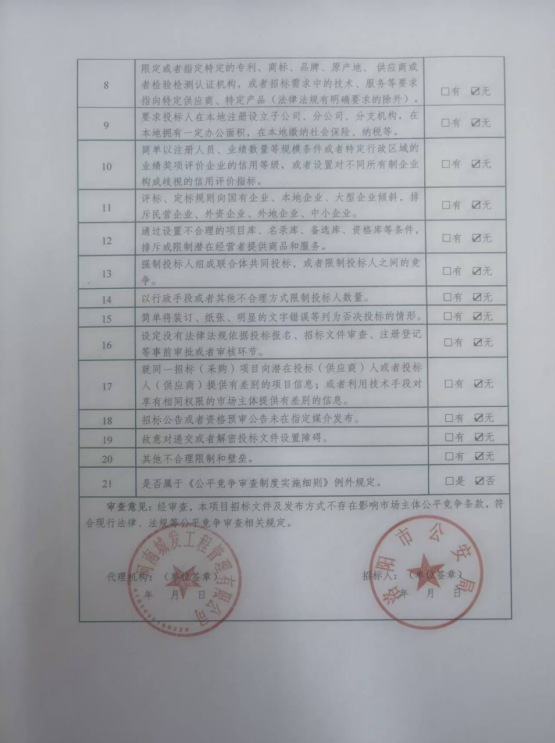 8
限定或者指定特定的专利、商标、品牌、原产地、供应商或
者检验检测认证机构，或者招标需求中的技术、服务等要求
指向特定供应商、特定产品（法律法规有明确要求的除外）。
□有 ☑无
9
要求投标人在本地注册设立子公司、分公司、分支机构，在
本地拥有一定办公面积，在本地缴纳社会保险、纳税等。
□有 ☑无
10
简单以注册人员、业绩数量等规模条件或者特定行政区域的
业绩奖项评价企业的信用等级，或者设置对不同所有制企业
构成歧视的信用评价指标。
□有 ☑无
11
评标、定标规则向国有企业、本地企业、大型企业倾斜，排
斥民营企业、外资企业、外地企业、中小企业。
□有 ☑无
12
通过设置不合理的项目库、名录库、备选库、资格库等条件，
排斥或限制潜在经营者提供商品和服务。
□有 ☑无
13
强制投标人组成联合体共同投标，或者限制投标人之间的竞
争。
□有 ☑无
14
以行政手段或者其他不合理方式限制投标人数量。
□有 ☑无
15
简单将装订、纸张、明显的文字错误等列为否决投标的情形。
□有 ☑无
16
设定没有法律法规依据投标报名、招标文件审查、注册登记
等事前审批或者审核环节。
□有 ☑无
17
就同一招标（采购）项目向潜在投标（供应商）人或者投标
人（供应商）提供有差别的项目信息；或者利用技术手段对
享有相同权限的市场主体提供有差别的信息。
□有 ☑无
18
招标公告或者资格预审公告未在指定媒介发布。
□有 ☑无
19
故意对递交或者解密投标文件设置障碍。
□有 ☑无
20
其他不合理限制和壁垒。
□有 ☑无
21
是否属于《公平竞争审查制度实施细则》例外规定。
□是 ☑否
审查意见：经审查，本项目招标文件及发布方式不存在影响市场主体公平竞争条款，符
合现行法律、法规等公平竞争审查相关规定。
代理机构：（单位签章）
招标人：（单位签章）
年 月 日
年 月 日
洛阳市公安局